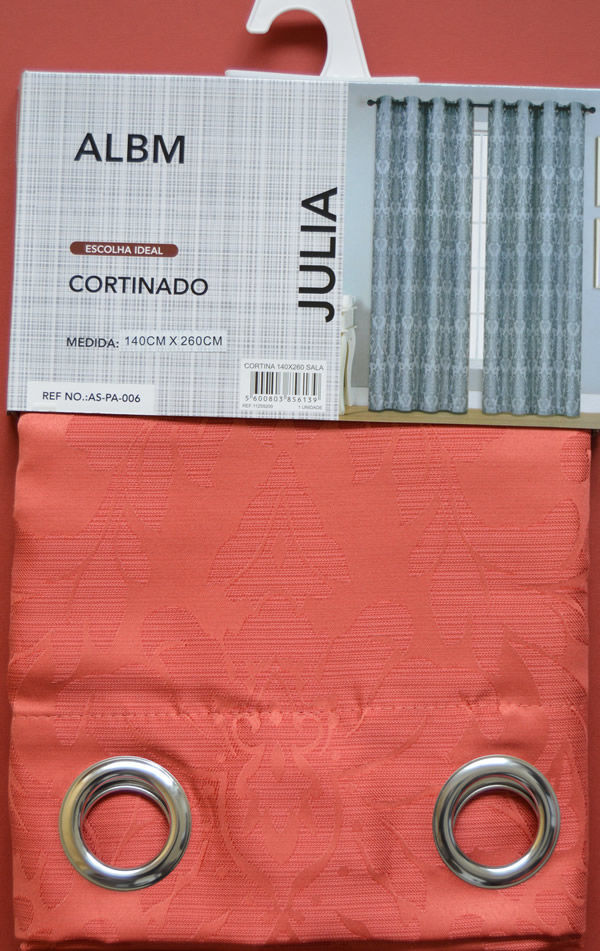 ALBM
JULIA
ESCOLHA IDEAL
CORTINADO
MEDIDA: 140CM X 260CM
CORTINA 140X260 SALA
5 600803 856139
REF NO.:AS-PA-006
1 UNIDADE